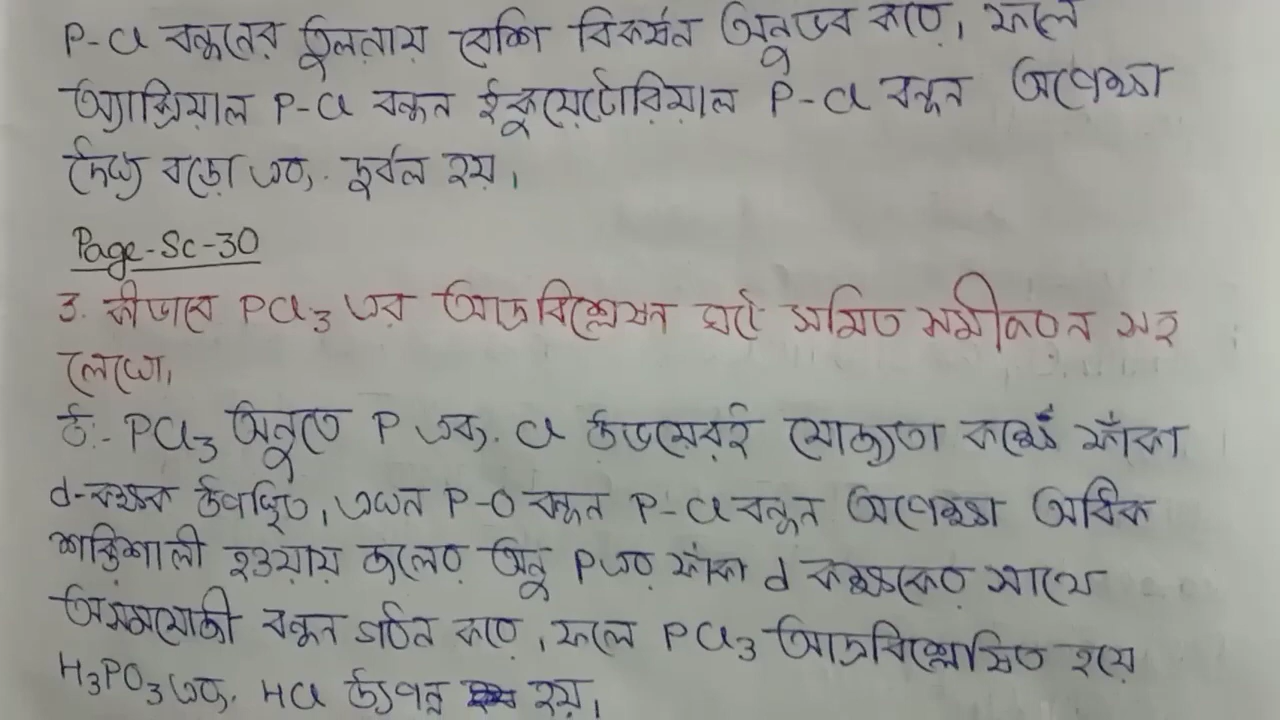 P-Cl বন্ধনের তুলনায় বেশি বিকর্ষন অনুভব করে, ফলে
অ্যাক্সিয়াল P-Cl বন্ধন ইকুয়েটোরিয়াল P-Cl বন্ধন অপেক্ষা
দৈর্ঘ্যে বড়ো এবং দুর্বল হয়।
Page-Sc-30
3. কীভাবে PCl3 এর আদ্রবিশ্লেষন ঘটে সমিত সমীকরন সহ
লেখো।
উ:- PCl3 অনুতে P এবং Cl উভয়েরই যোজ্যতা কক্ষে ফাঁকা
d-কক্ষক উপস্থিত, এখন P-O বন্ধন P-Cl বন্ধন অপেক্ষা অধিক
শক্তিশালী হওয়ায় জলের অনু P এর ফাঁকা d কক্ষকের সাথে
অসমযোজী বন্ধন গঠন করে, ফলে PCl3 আদ্রবিশ্লেষিত হয়ে
H3PO3 এবং HCl উৎপন্ন হয়।